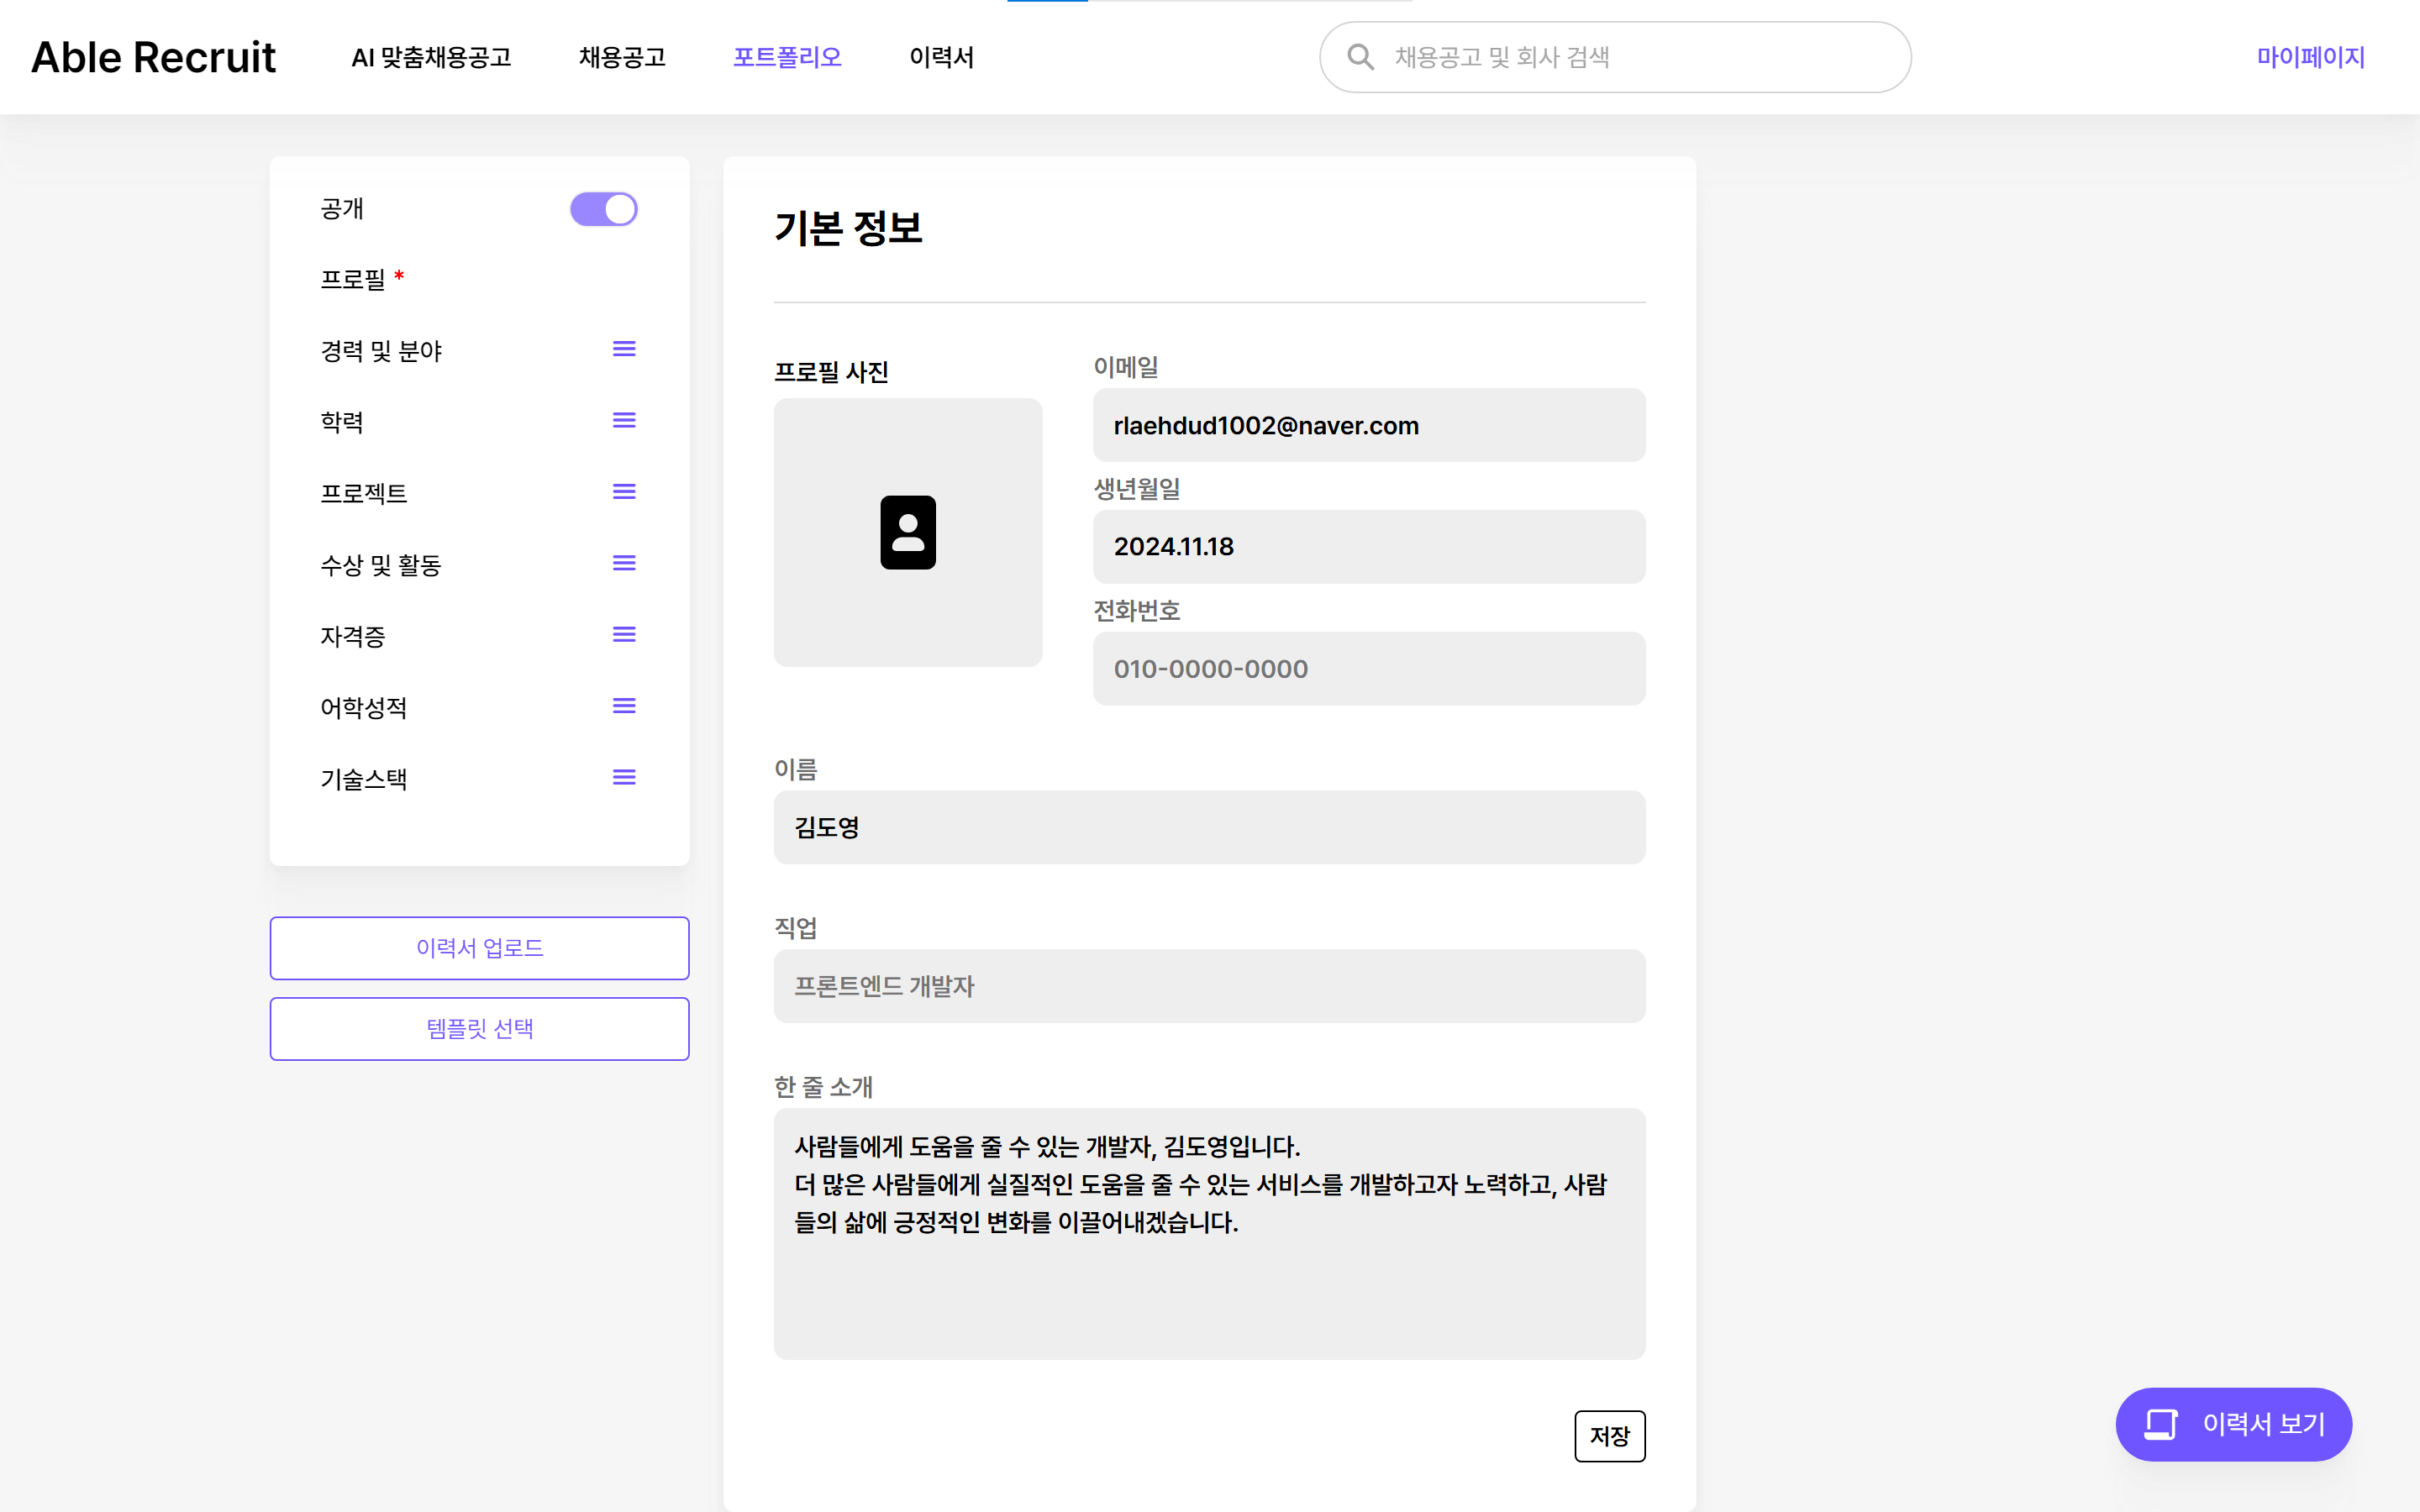 Able Recruit
AI 맞춤채용공고
채용공고
포트폴리오
이력서
채용공고 및 회사 검색
마이페이지
공개
프로필 *
경력 및 분야
학력
프로젝트
수상 및 활동
자격증
어학성적
기술스택
이력서 업로드
템플릿 선택
기본 정보
프로필 사진
이메일
rlaehdud1002@naver.com
생년월일
2024.11.18
전화번호
010-0000-0000
이름
김도영
직업
프론트엔드 개발자
한 줄 소개
사람들에게 도움을 줄 수 있는 개발자, 김도영입니다.
더 많은 사람들에게 실질적인 도움을 줄 수 있는 서비스를 개발하고자 노력하고, 사람
들의 삶에 긍정적인 변화를 이끌어내겠습니다.
저장
이력서 보기